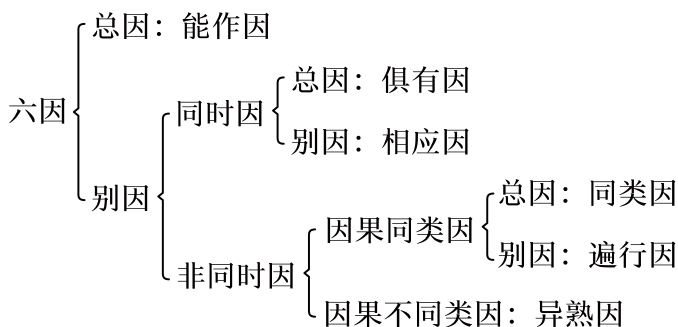 总因：能作因
六因
同时因
总因：俱有因
别因：相应因
别因
非同时因
因果同类因
总因：同类因
别因：遍行因
因果不同类因：异熟因